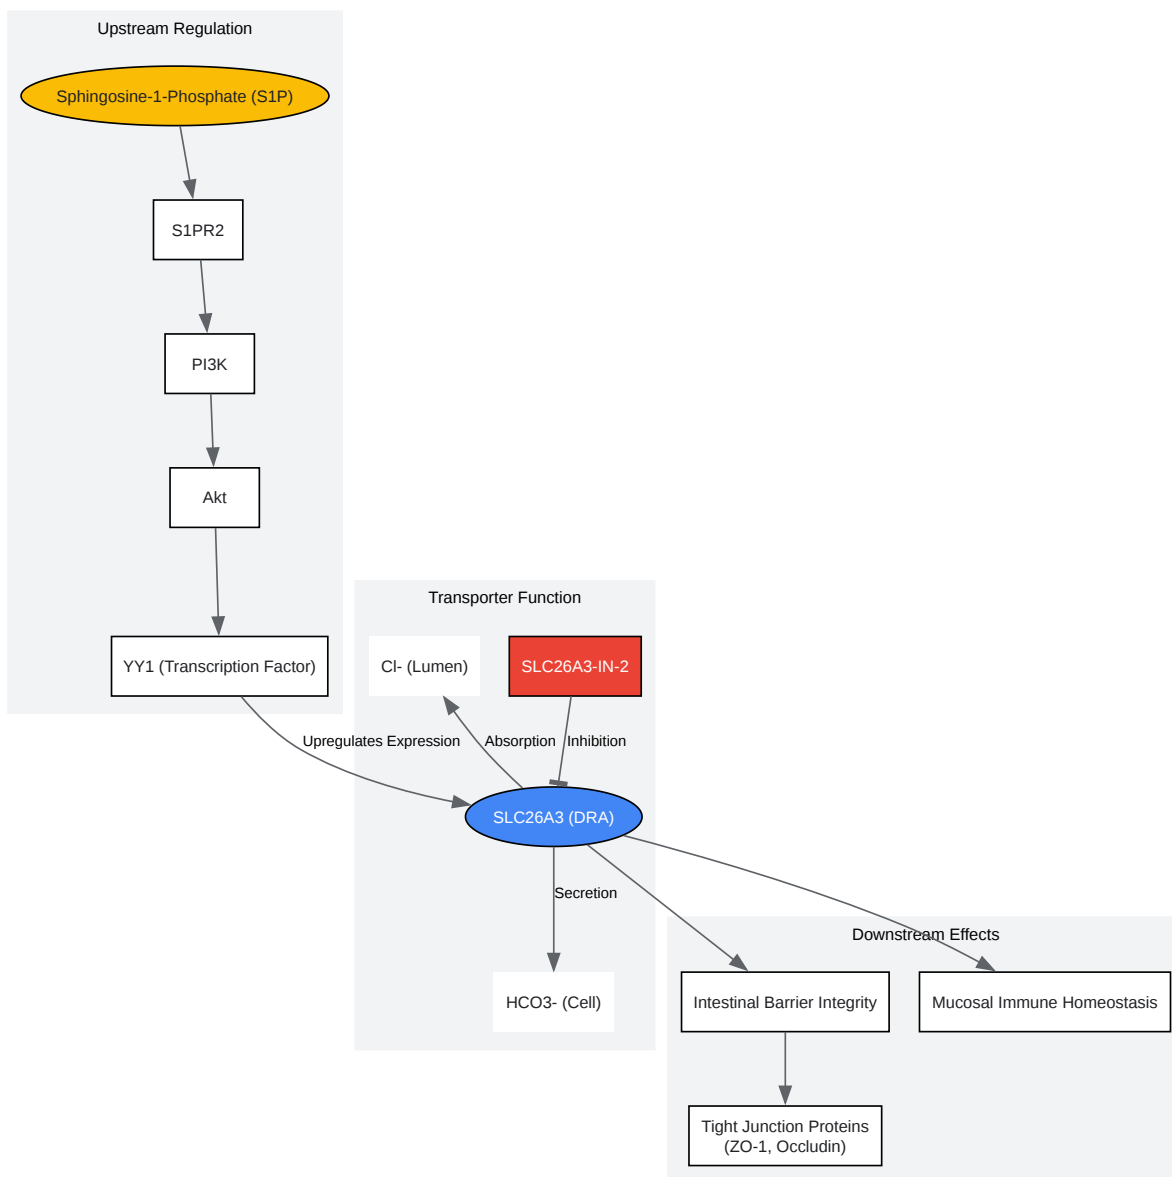 Upstream Regulation
Sphingosine-1-Phosphate (S1P)
S1PR2
PI3K
Akt
YY1 (Transcription Factor)
Transporter Function
Cl- (Lumen)
SLC26A3-IN-2
Upregulates Expression
Absorption
Inhibition
SLC26A3 (DRA)
Secretion
HCO3- (Cell)
Downstream Effects
Intestinal Barrier Integrity
Mucosal Immune Homeostasis
Tight Junction Proteins
(ZO-1, Occludin)